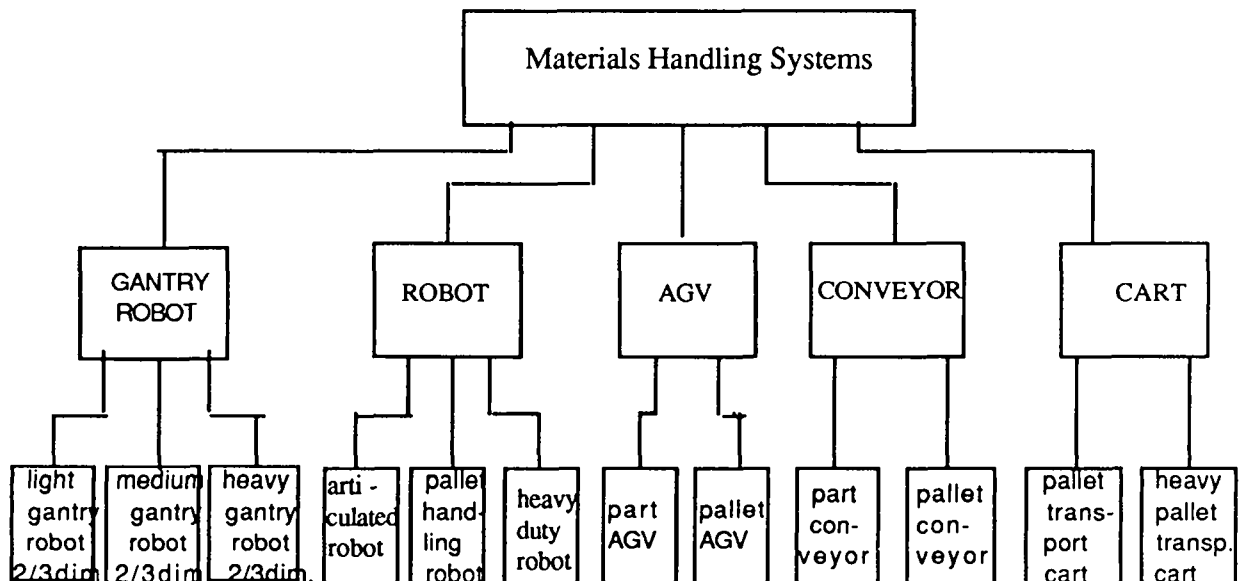 Materials Handling Systems
GANTRY
ROBOT
ROBOT
AGV
CONVEYOR
CART
light
gantry
robot
2/3dim
medium
gantry
robot
2/3dim
heavy
gantry
robot
2/3dim.
arti -
culated
robot
pallet
hand-
ling
robot
heavy
duty
robot
part
AGV
pallet
AGV
part
con-
veyor
pallet
con-
veyor
pallet
trans-
port
cart
heavy
pallet
transp.
cart